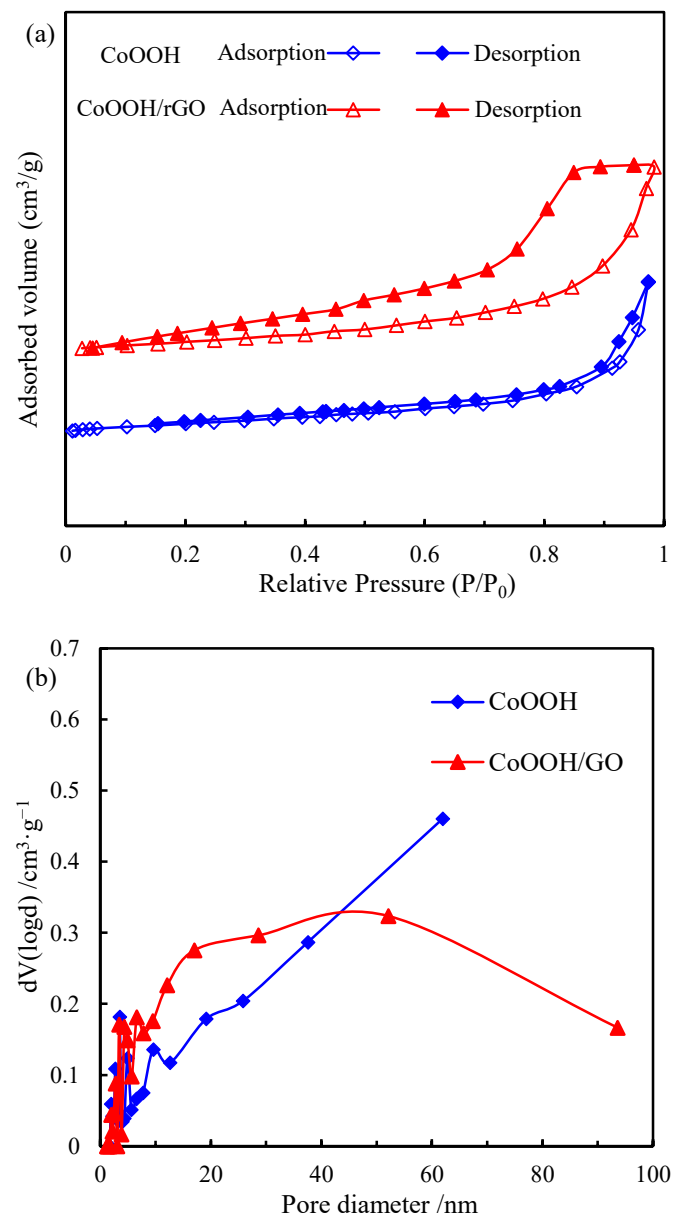 (a)
CoOOH Adsorption Desorption
CoOOH/rGO Adsorption Desorption
Adsorbed volume (cm³/g)
0 0.2 0.4 0.6 0.8 1
Relative Pressure (P/P₀)
(b)
CoOOH
CoOOH/GO
dV(logd) /cm³·g⁻¹
0.7
0.6
0.5
0.4
0.3
0.2
0.1
0
0 20 40 60 80 100
Pore diameter /nm